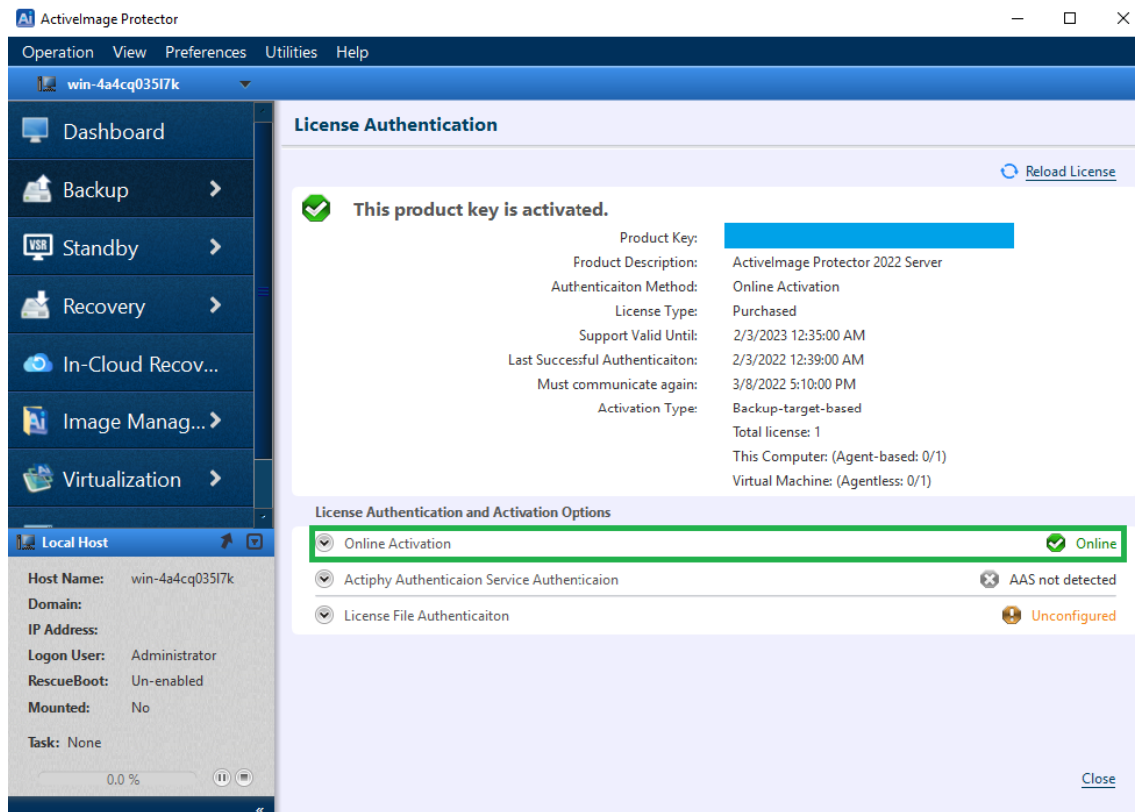 ActiveImage Protector
Operation View Preferences Utilities Help
win-4a4cq035l7k
Dashboard
Backup
Standby
Recovery
In-Cloud Recov...
Image Manag...
Virtualization
Local Host
Host Name: win-4a4cq035l7k
Domain:
IP Address:
Logon User: Administrator
RescueBoot: Un-enabled
Mounted: No
Task: None
0.0 %
License Authentication
Reload License
This product key is activated.
Product Key:
Product Description: ActiveImage Protector 2022 Server
Authenticaiton Method: Online Activation
License Type: Purchased
Support Valid Until: 2/3/2023 12:35:00 AM
Last Successful Authenticaiton: 2/3/2022 12:39:00 AM
Must communicate again: 3/8/2022 5:10:00 PM
Activation Type: Backup-target-based
Total license: 1
This Computer: (Agent-based: 0/1)
Virtual Machine: (Agentless: 0/1)
License Authentication and Activation Options
Online Activation Online
Actiphy Authenticaion Service Authenticaion AAS not detected
License File Authenticaiton Unconfigured
Close